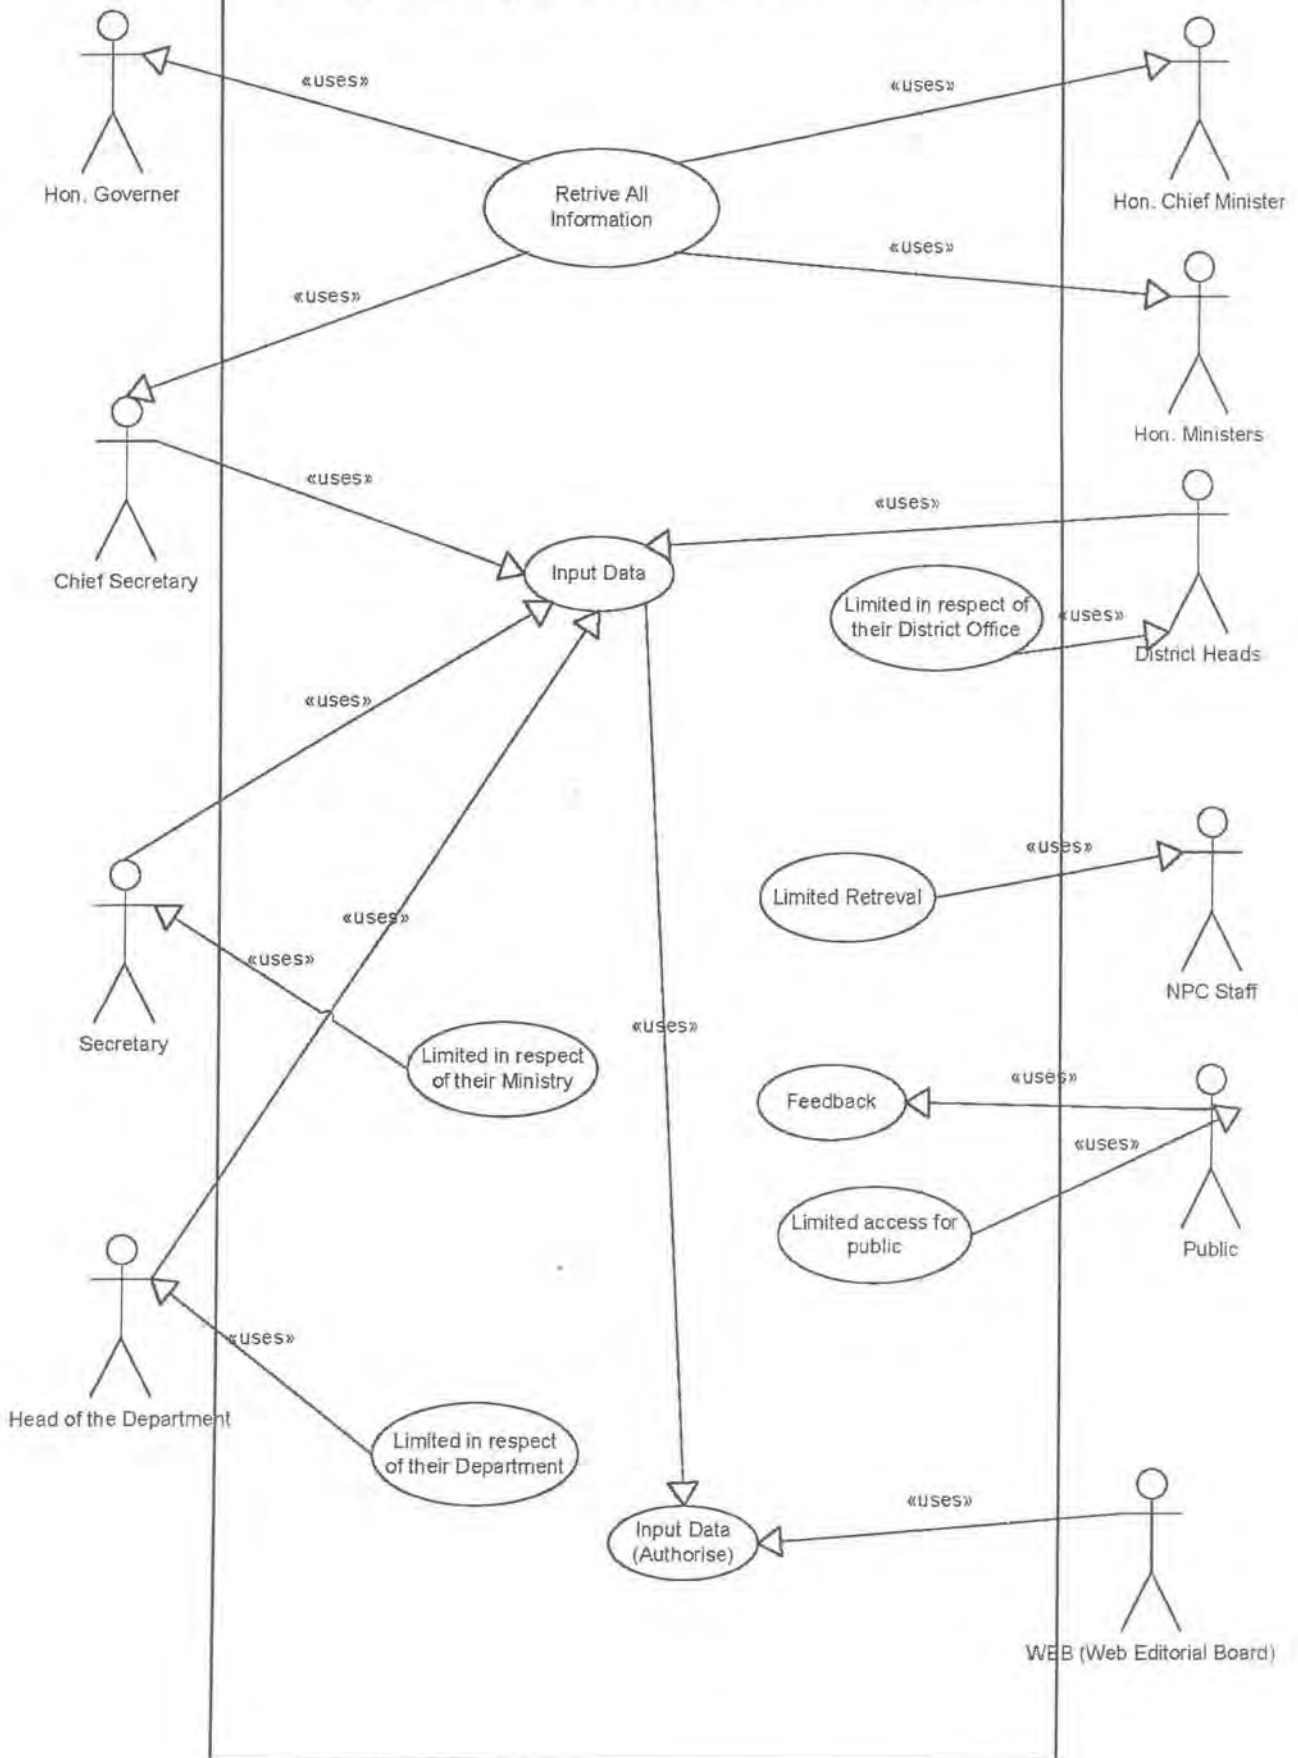 «uses»
«uses»
Hon. Governer
Retrive All
Information
Hon. Chief Minister
«uses»
«uses»
Hon. Ministers
«uses»
«uses»
Chief Secretary
Input Data
Limited in respect of
their District Office
«uses»
District Heads
«uses»
«uses»
Limited Retreval
NPC Staff
«uses»
«uses»
Secretary
Limited in respect
of their Ministry
«uses»
Feedback
«uses»
«uses»
Limited access for
public
Public
«uses»
Head of the Department
Limited in respect
of their Department
«uses»
Input Data
(Authorise)
WEB (Web Editorial Board)